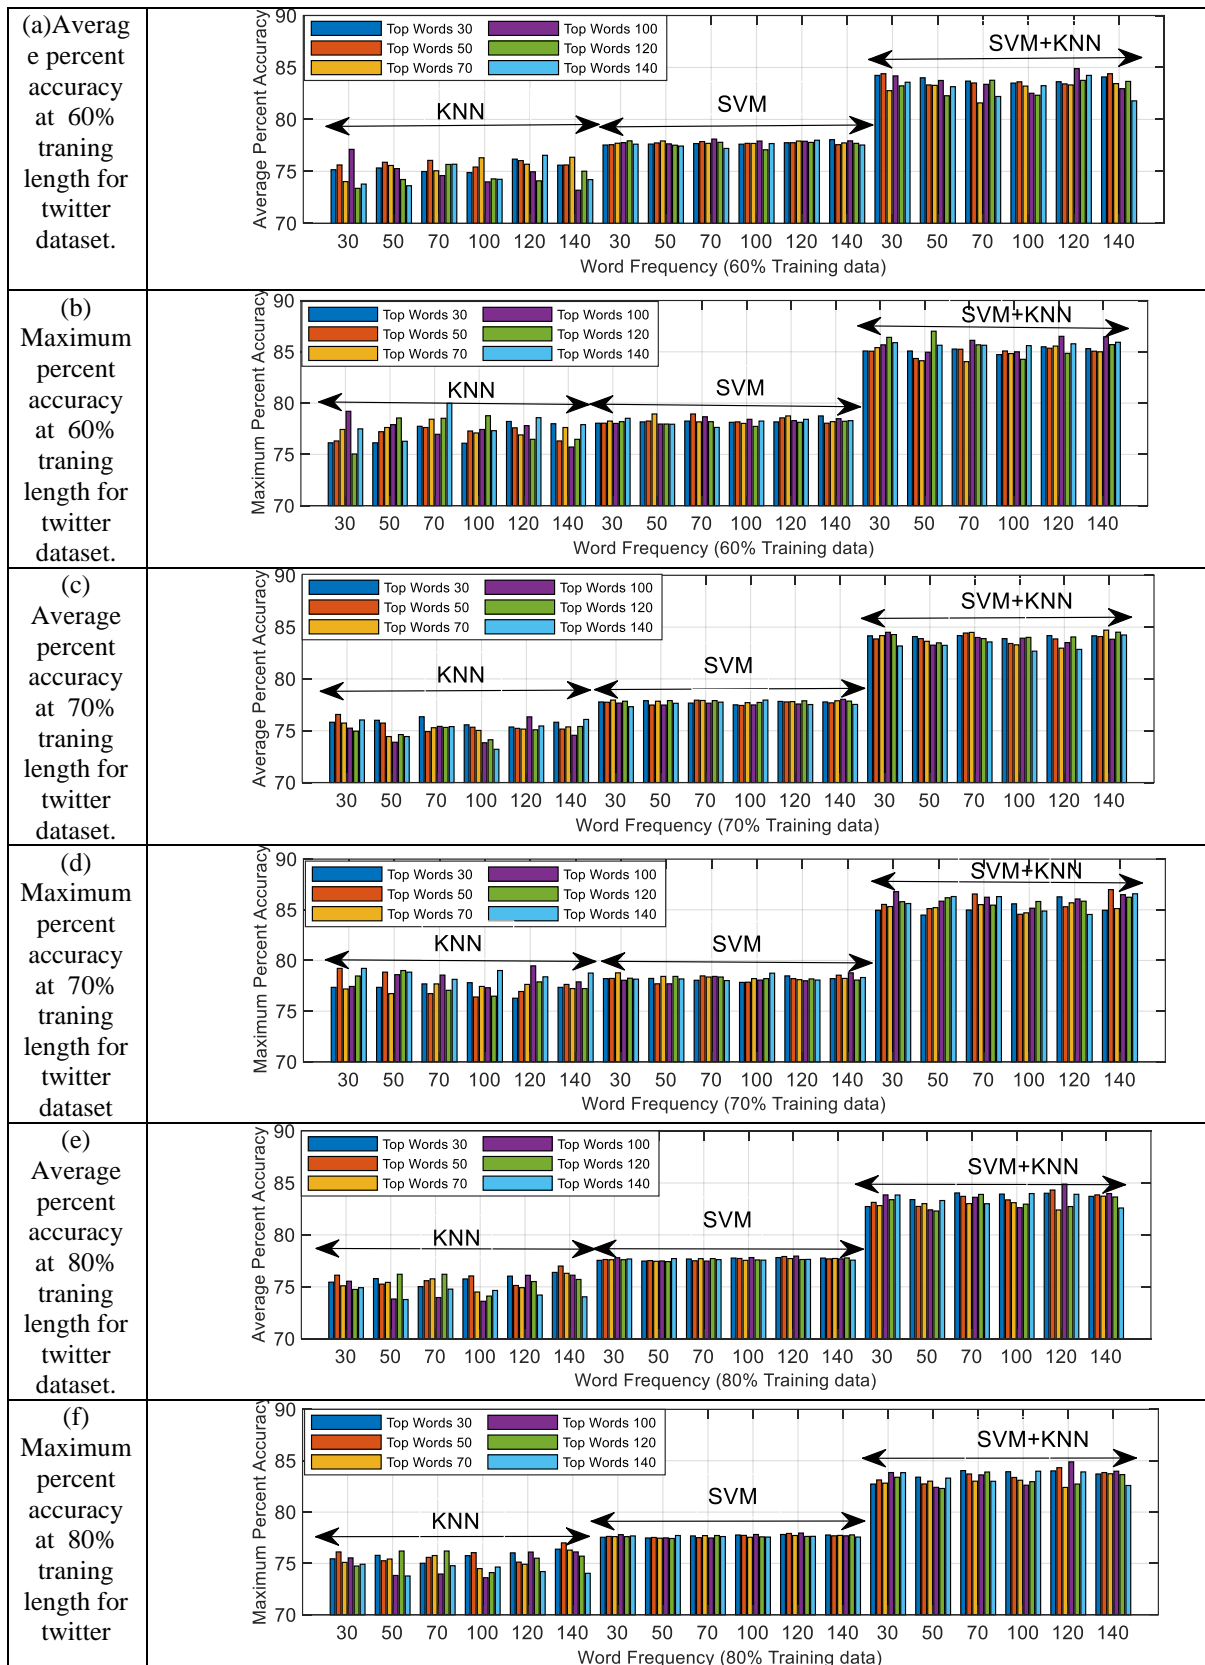 (a)Averag
e percent
accuracy
at 60%
traning
length for
twitter
dataset.
90
85
80
75
70
Average Percent Accuracy
Top Words 30
Top Words 50
Top Words 70
Top Words 100
Top Words 120
Top Words 140
KNN
SVM
SVM+KNN
30 50 70 100 120 140 30 50 70 100 120 140 30 50 70 100 120 140
Word Frequency (60% Training data)
(b)
Maximum
percent
accuracy
at 60%
traning
length for
twitter
dataset.
90
85
80
75
70
Maximum Percent Accuracy
Top Words 30
Top Words 50
Top Words 70
Top Words 100
Top Words 120
Top Words 140
KNN
SVM
SVM+KNN
30 50 70 100 120 140 30 50 70 100 120 140 30 50 70 100 120 140
Word Frequency (60% Training data)
(c)
Average
percent
accuracy
at 70%
traning
length for
twitter
dataset.
90
85
80
75
70
Average Percent Accuracy
Top Words 30
Top Words 50
Top Words 70
Top Words 100
Top Words 120
Top Words 140
KNN
SVM
SVM+KNN
30 50 70 100 120 140 30 50 70 100 120 140 30 50 70 100 120 140
Word Frequency (70% Training data)
(d)
Maximum
percent
accuracy
at 70%
traning
length for
twitter
dataset
90
85
80
75
70
Maximum Percent Accuracy
Top Words 30
Top Words 50
Top Words 70
Top Words 100
Top Words 120
Top Words 140
KNN
SVM
SVM+KNN
30 50 70 100 120 140 30 50 70 100 120 140 30 50 70 100 120 140
Word Frequency (70% Training data)
(e)
Average
percent
accuracy
at 80%
traning
length for
twitter
dataset.
90
85
80
75
70
Average Percent Accuracy
Top Words 30
Top Words 50
Top Words 70
Top Words 100
Top Words 120
Top Words 140
KNN
SVM
SVM+KNN
30 50 70 100 120 140 30 50 70 100 120 140 30 50 70 100 120 140
Word Frequency (80% Training data)
(f)
Maximum
percent
accuracy
at 80%
traning
length for
twitter
90
85
80
75
70
Maximum Percent Accuracy
Top Words 30
Top Words 50
Top Words 70
Top Words 100
Top Words 120
Top Words 140
KNN
SVM
SVM+KNN
30 50 70 100 120 140 30 50 70 100 120 140 30 50 70 100 120 140
Word Frequency (80% Training data)